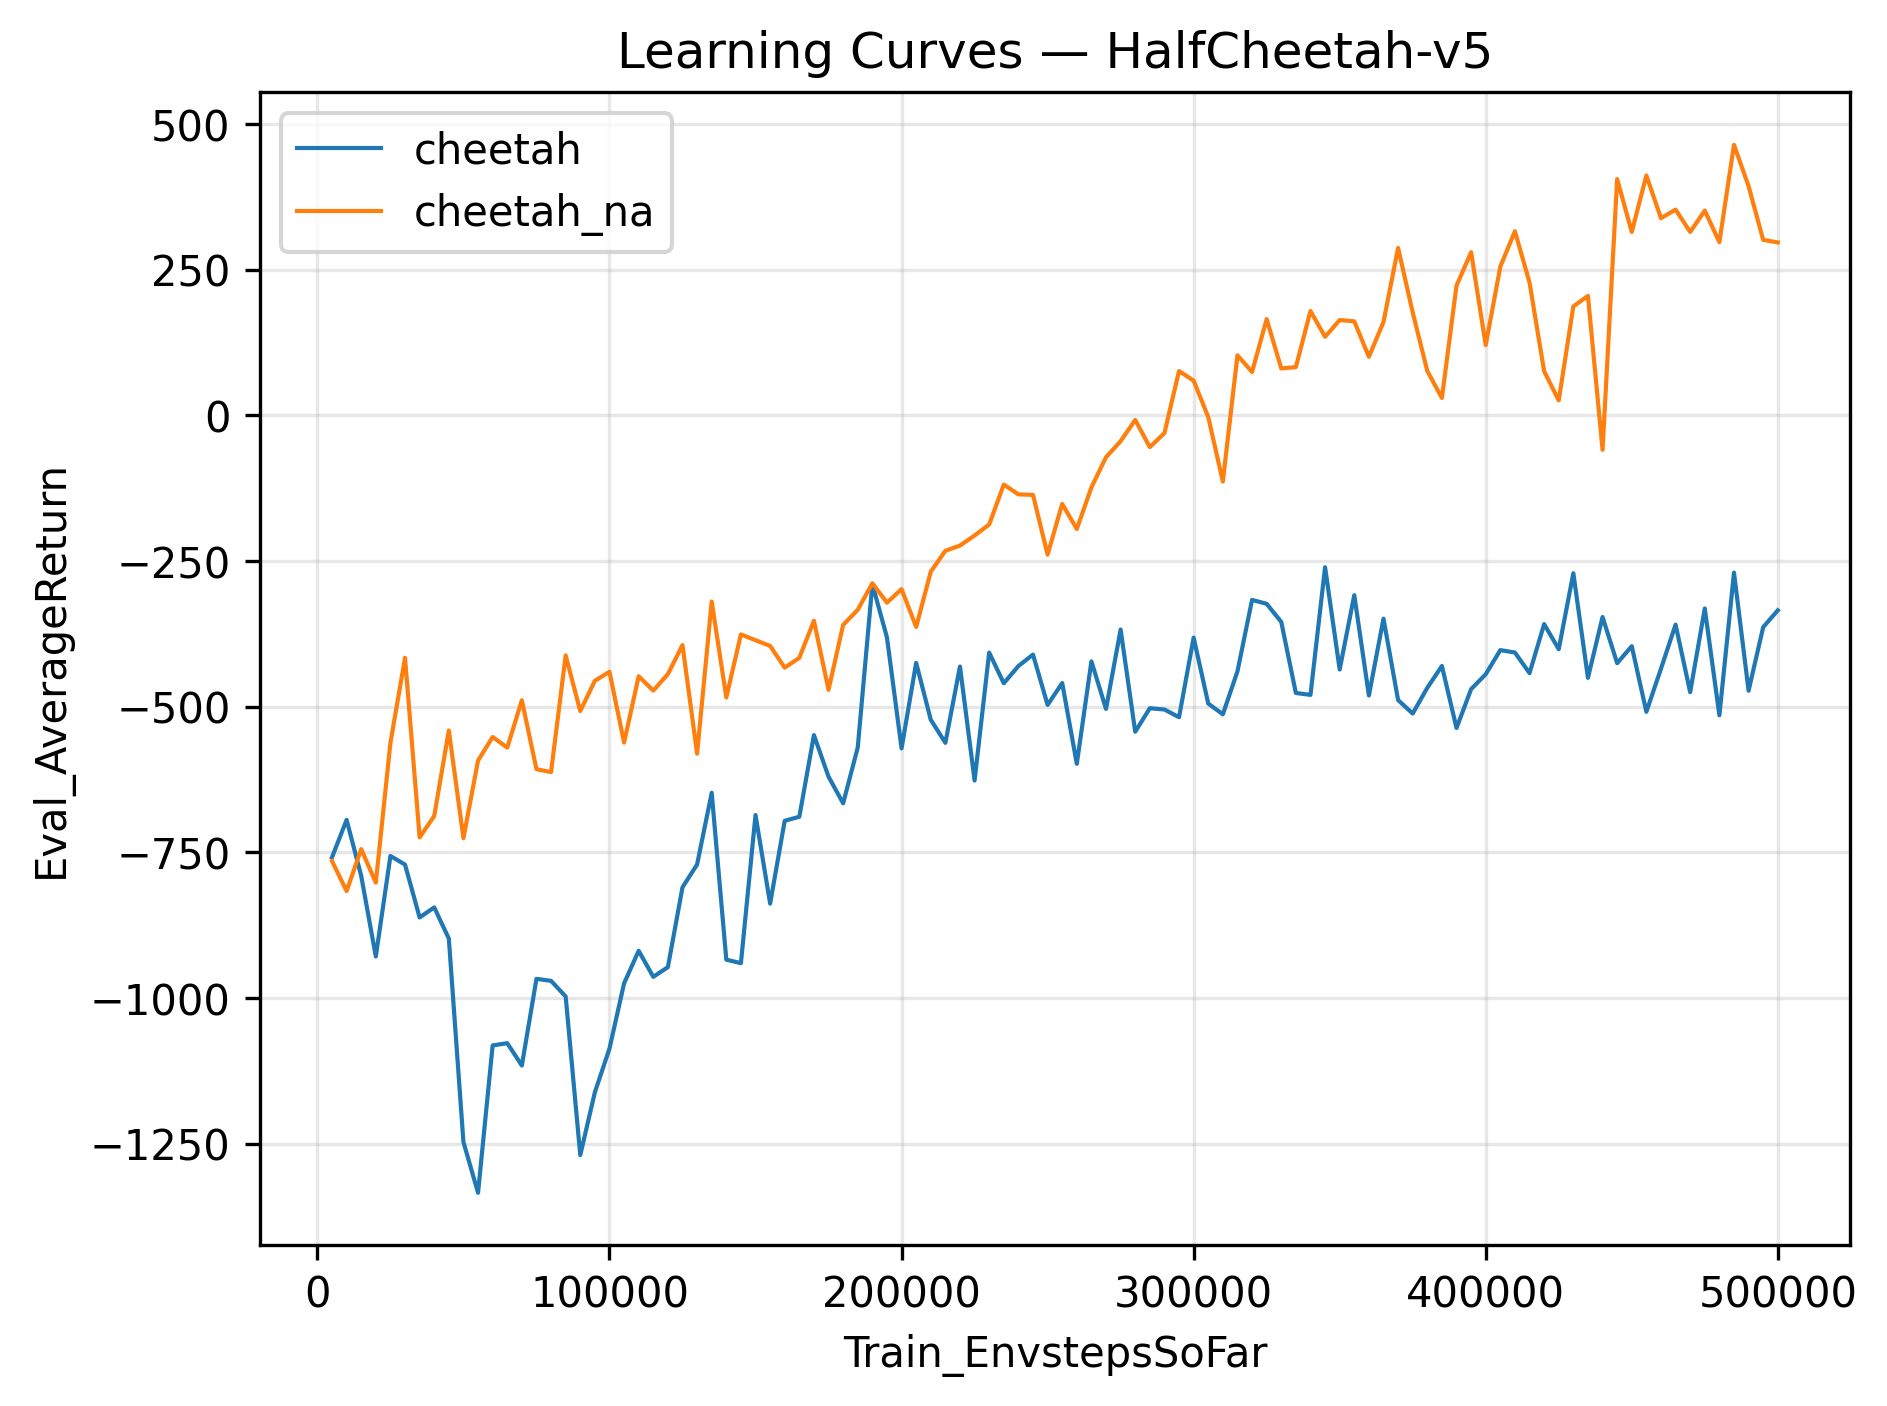 Learning Curves — HalfCheetah-v5
cheetah
cheetah_na
500
250
0
−250
−500
−750
−1000
−1250
Eval_AverageReturn
0 100000 200000 300000 400000 500000
Train_EnvstepsSoFar